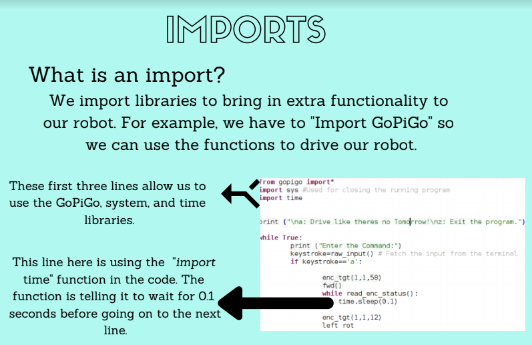 IMPORTS
What is an import?
We import libraries to bring in extra functionality to
our robot. For example, we have to "Import GoPiGo" so
we can use the functions to drive our robot.
These first three lines allow us to
use the GoPiGo, system, and time
libraries.
from gopigo import*
import sys #Used for closing the running program
import time
print ("\na: Drive like theres no Tomorrow!\nz: Exit the program.")
while True:
print ("Enter the Command:")
keystroke=raw_input() # Fetch the input from the terminal
if keystroke=='a':
enc_tgt(1,1,50)
fwd()
while read_enc_status():
time.sleep(0.1)
enc_tgt(1,1,12)
left rot
This line here is using the "import
time" function in the code. The
function is telling it to wait for 0.1
seconds before going on to the next
line.